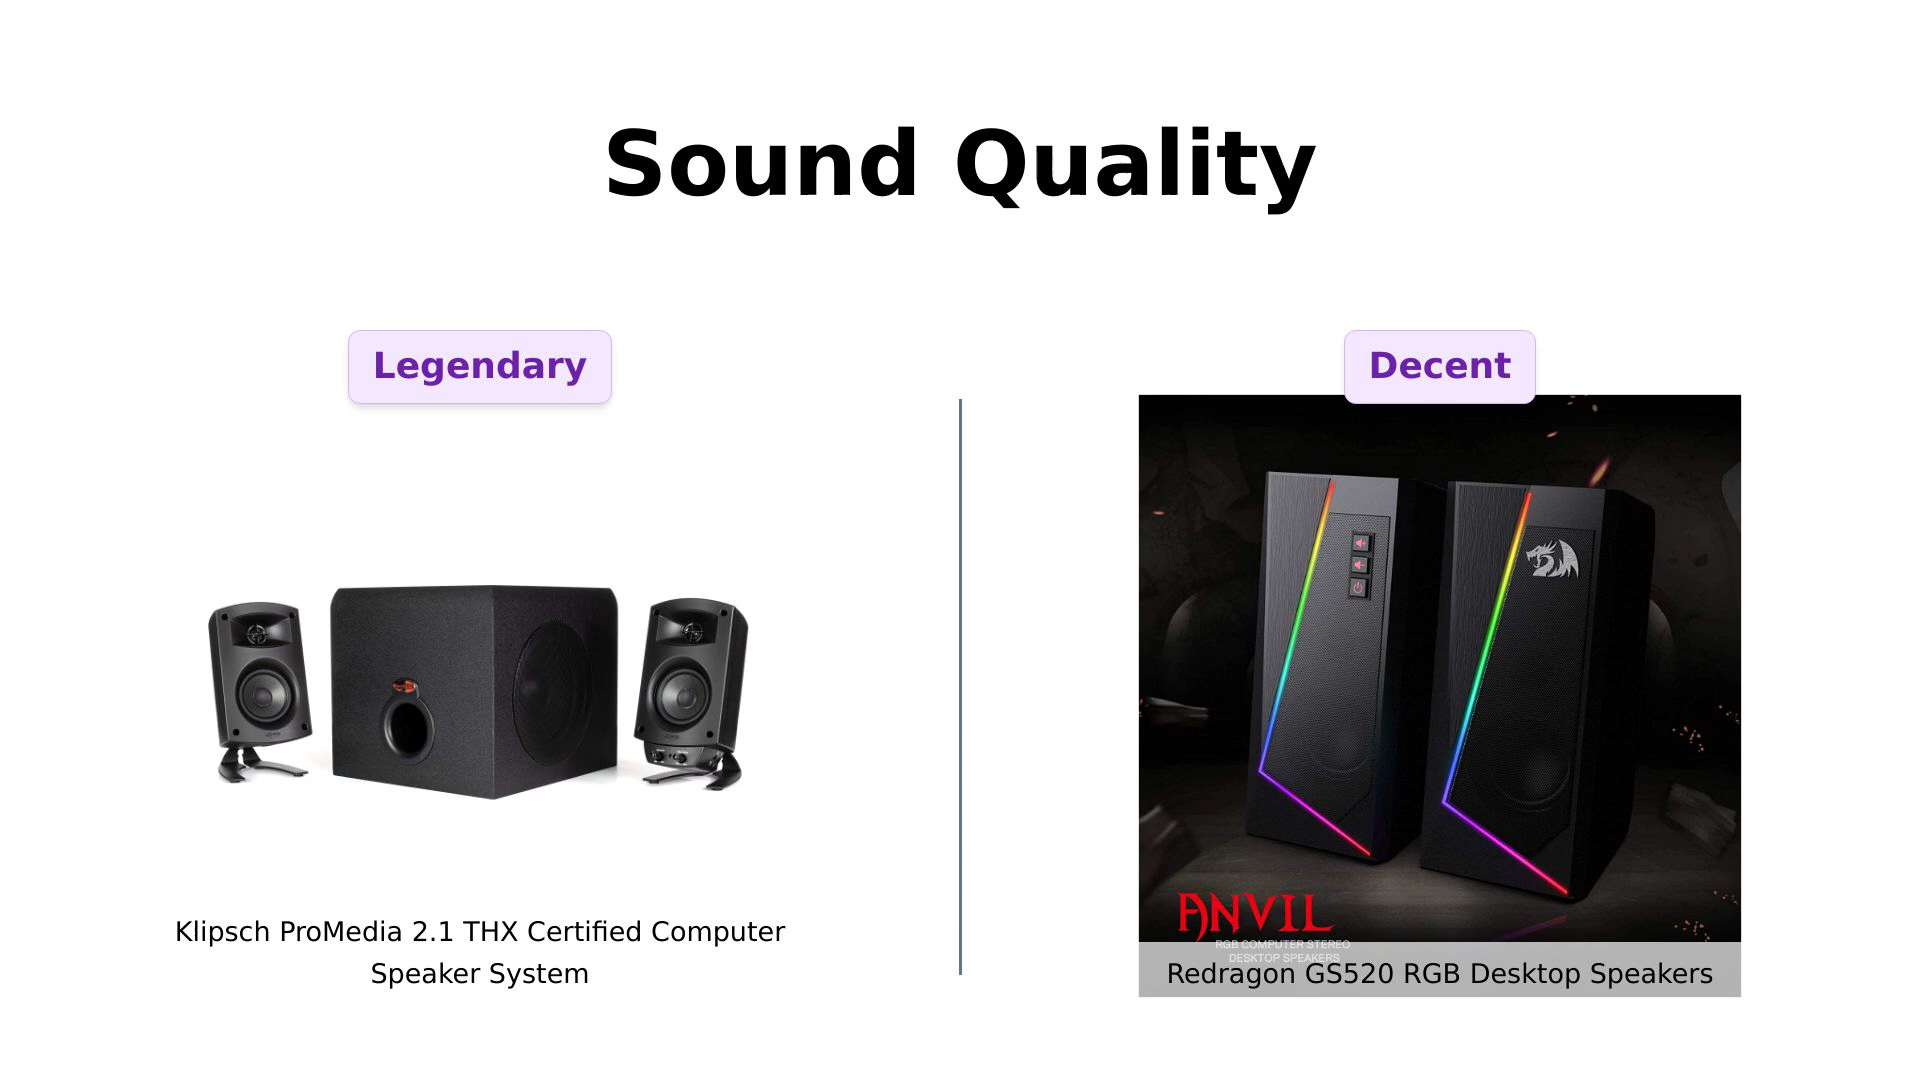 Sound Quality
Legendary
Decent
Klipsch ProMedia 2.1 THX Certified Computer
Speaker System
ANVIL
RGB COMPUTER STEREO
DESKTOP SPEAKERS
Redragon GS520 RGB Desktop Speakers